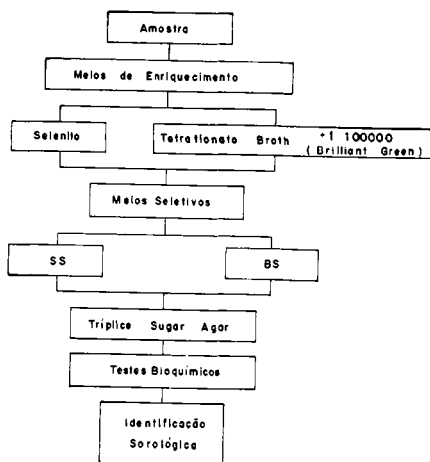 Amostra
Meios de Enriquecimento
Selenito
Tetrationato Broth +1 100000
(Brilliant Green)
Meios Seletivos
SS
BS
Tríplice Sugar Agar
Testes Bioquímicos
Identificação
Sorológica